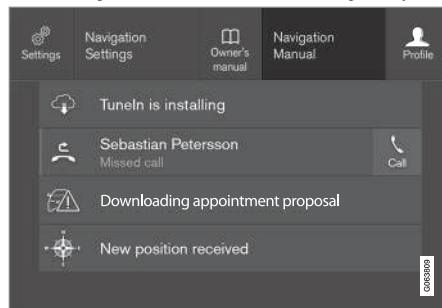 Settings
Navigation
Settings
Owner's
manual
Navigation
Manual
Profile
TuneIn is installing
Sebastian Petersson
Missed call
Call
Downloading appointment proposal
New position received
G063809